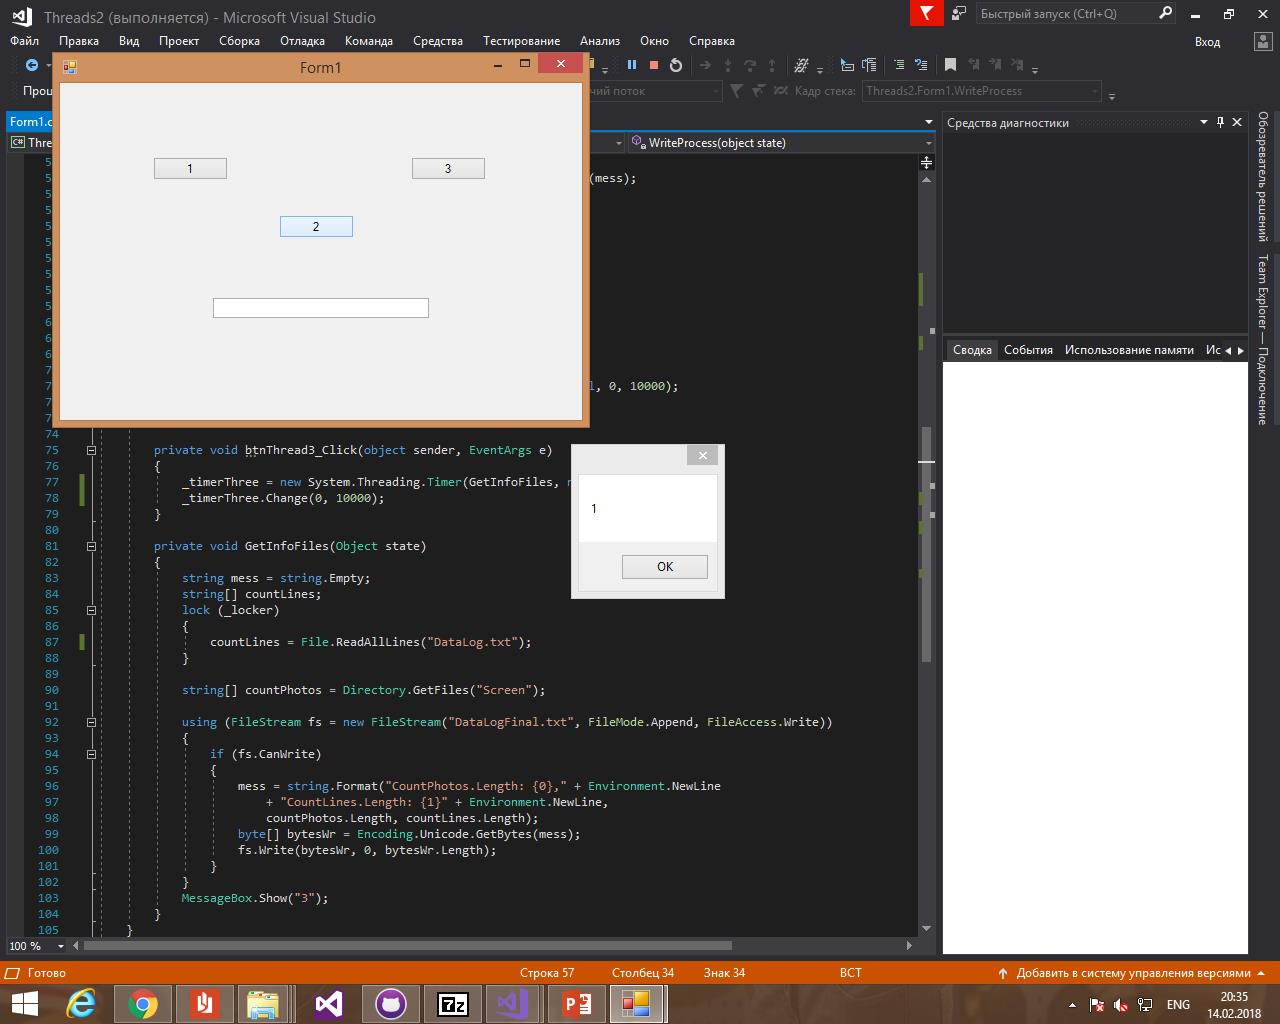 Threads2 (выполняется) - Microsoft Visual Studio
Быстрый запуск (Ctrl+Q)
Файл Правка Вид Проект Сборка Отладка Команда Средства Тестирование Анализ Окно Справка
Вход
Form1
Кадр стека: Threads2.Form1.WriteProcess
поток
WriteProcess(object state)
Средства диагностики
Обозреватель решений
Team Explorer — Подключение
1
3
2
(mess);
, 0, 10000);
Сводка События Использование памяти
74
75 private void btnThread3_Click(object sender, EventArgs e)
76 {
77 _timerThree = new System.Threading.Timer(GetInfoFiles,
78 _timerThree.Change(0, 10000);
79 }
80
81 private void GetInfoFiles(Object state)
82 {
83 string mess = string.Empty;
84 string[] countLines;
85 lock (_locker)
86 {
87 countLines = File.ReadAllLines("DataLog.txt");
88 }
89
90 string[] countPhotos = Directory.GetFiles("Screen");
91
92 using (FileStream fs = new FileStream("DataLogFinal.txt", FileMode.Append, FileAccess.Write))
93 {
94 if (fs.CanWrite)
95 {
96 mess = string.Format("CountPhotos.Length: {0}," + Environment.NewLine
97 + "CountLines.Length: {1}" + Environment.NewLine,
98 countPhotos.Length, countLines.Length);
99 byte[] bytesWr = Encoding.Unicode.GetBytes(mess);
100 fs.Write(bytesWr, 0, bytesWr.Length);
101 }
102 }
103 MessageBox.Show("3");
104 }
105 }
1
OK
100 %
Готово Строка 57 Столбец 34 Знак 34 ВСТ Добавить в систему управления версиями
ENG
20:35
14.02.2018